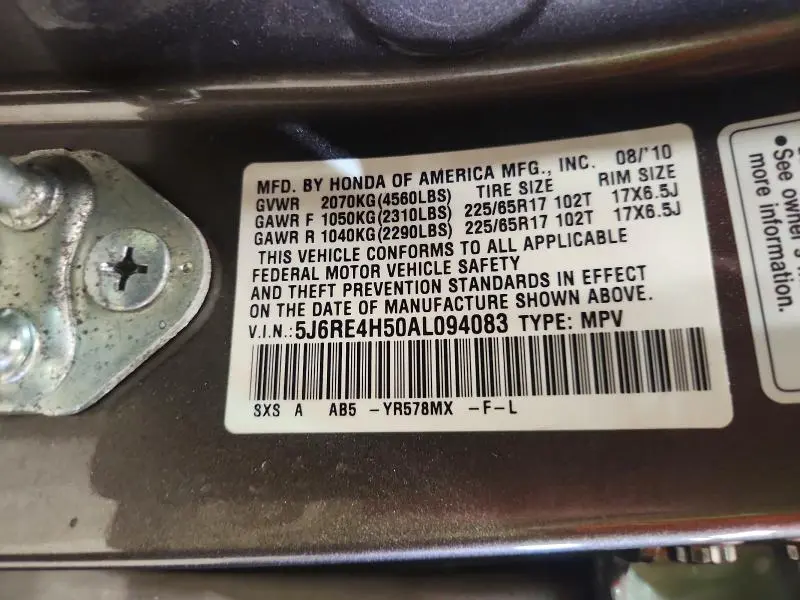 MFD. BY HONDA OF AMERICA MFG., INC. 08/'10
GVWR 2070KG(4560LBS) TIRE SIZE RIM SIZE
GAWR F 1050KG(2310LBS) 225/65R17 102T 17X6.5J
GAWR R 1040KG(2290LBS) 225/65R17 102T 17X6.5J
THIS VEHICLE CONFORMS TO ALL APPLICABLE
FEDERAL MOTOR VEHICLE SAFETY
AND THEFT PREVENTION STANDARDS IN EFFECT
ON THE DATE OF MANUFACTURE SHOWN ABOVE.
V.I.N.:5J6RE4H50AL094083 TYPE: MPV
SXS A AB5 -YR578MX -F-L
•See owner's
more information.